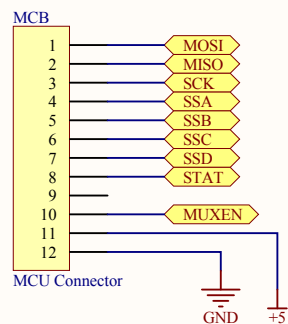 MCB
1 MOSI
2 MISO
3 SCK
4 SSA
5 SSB
6 SSC
7 SSD
8 STAT
9
10 MUXEN
11
12
MCU Connector
GND +5